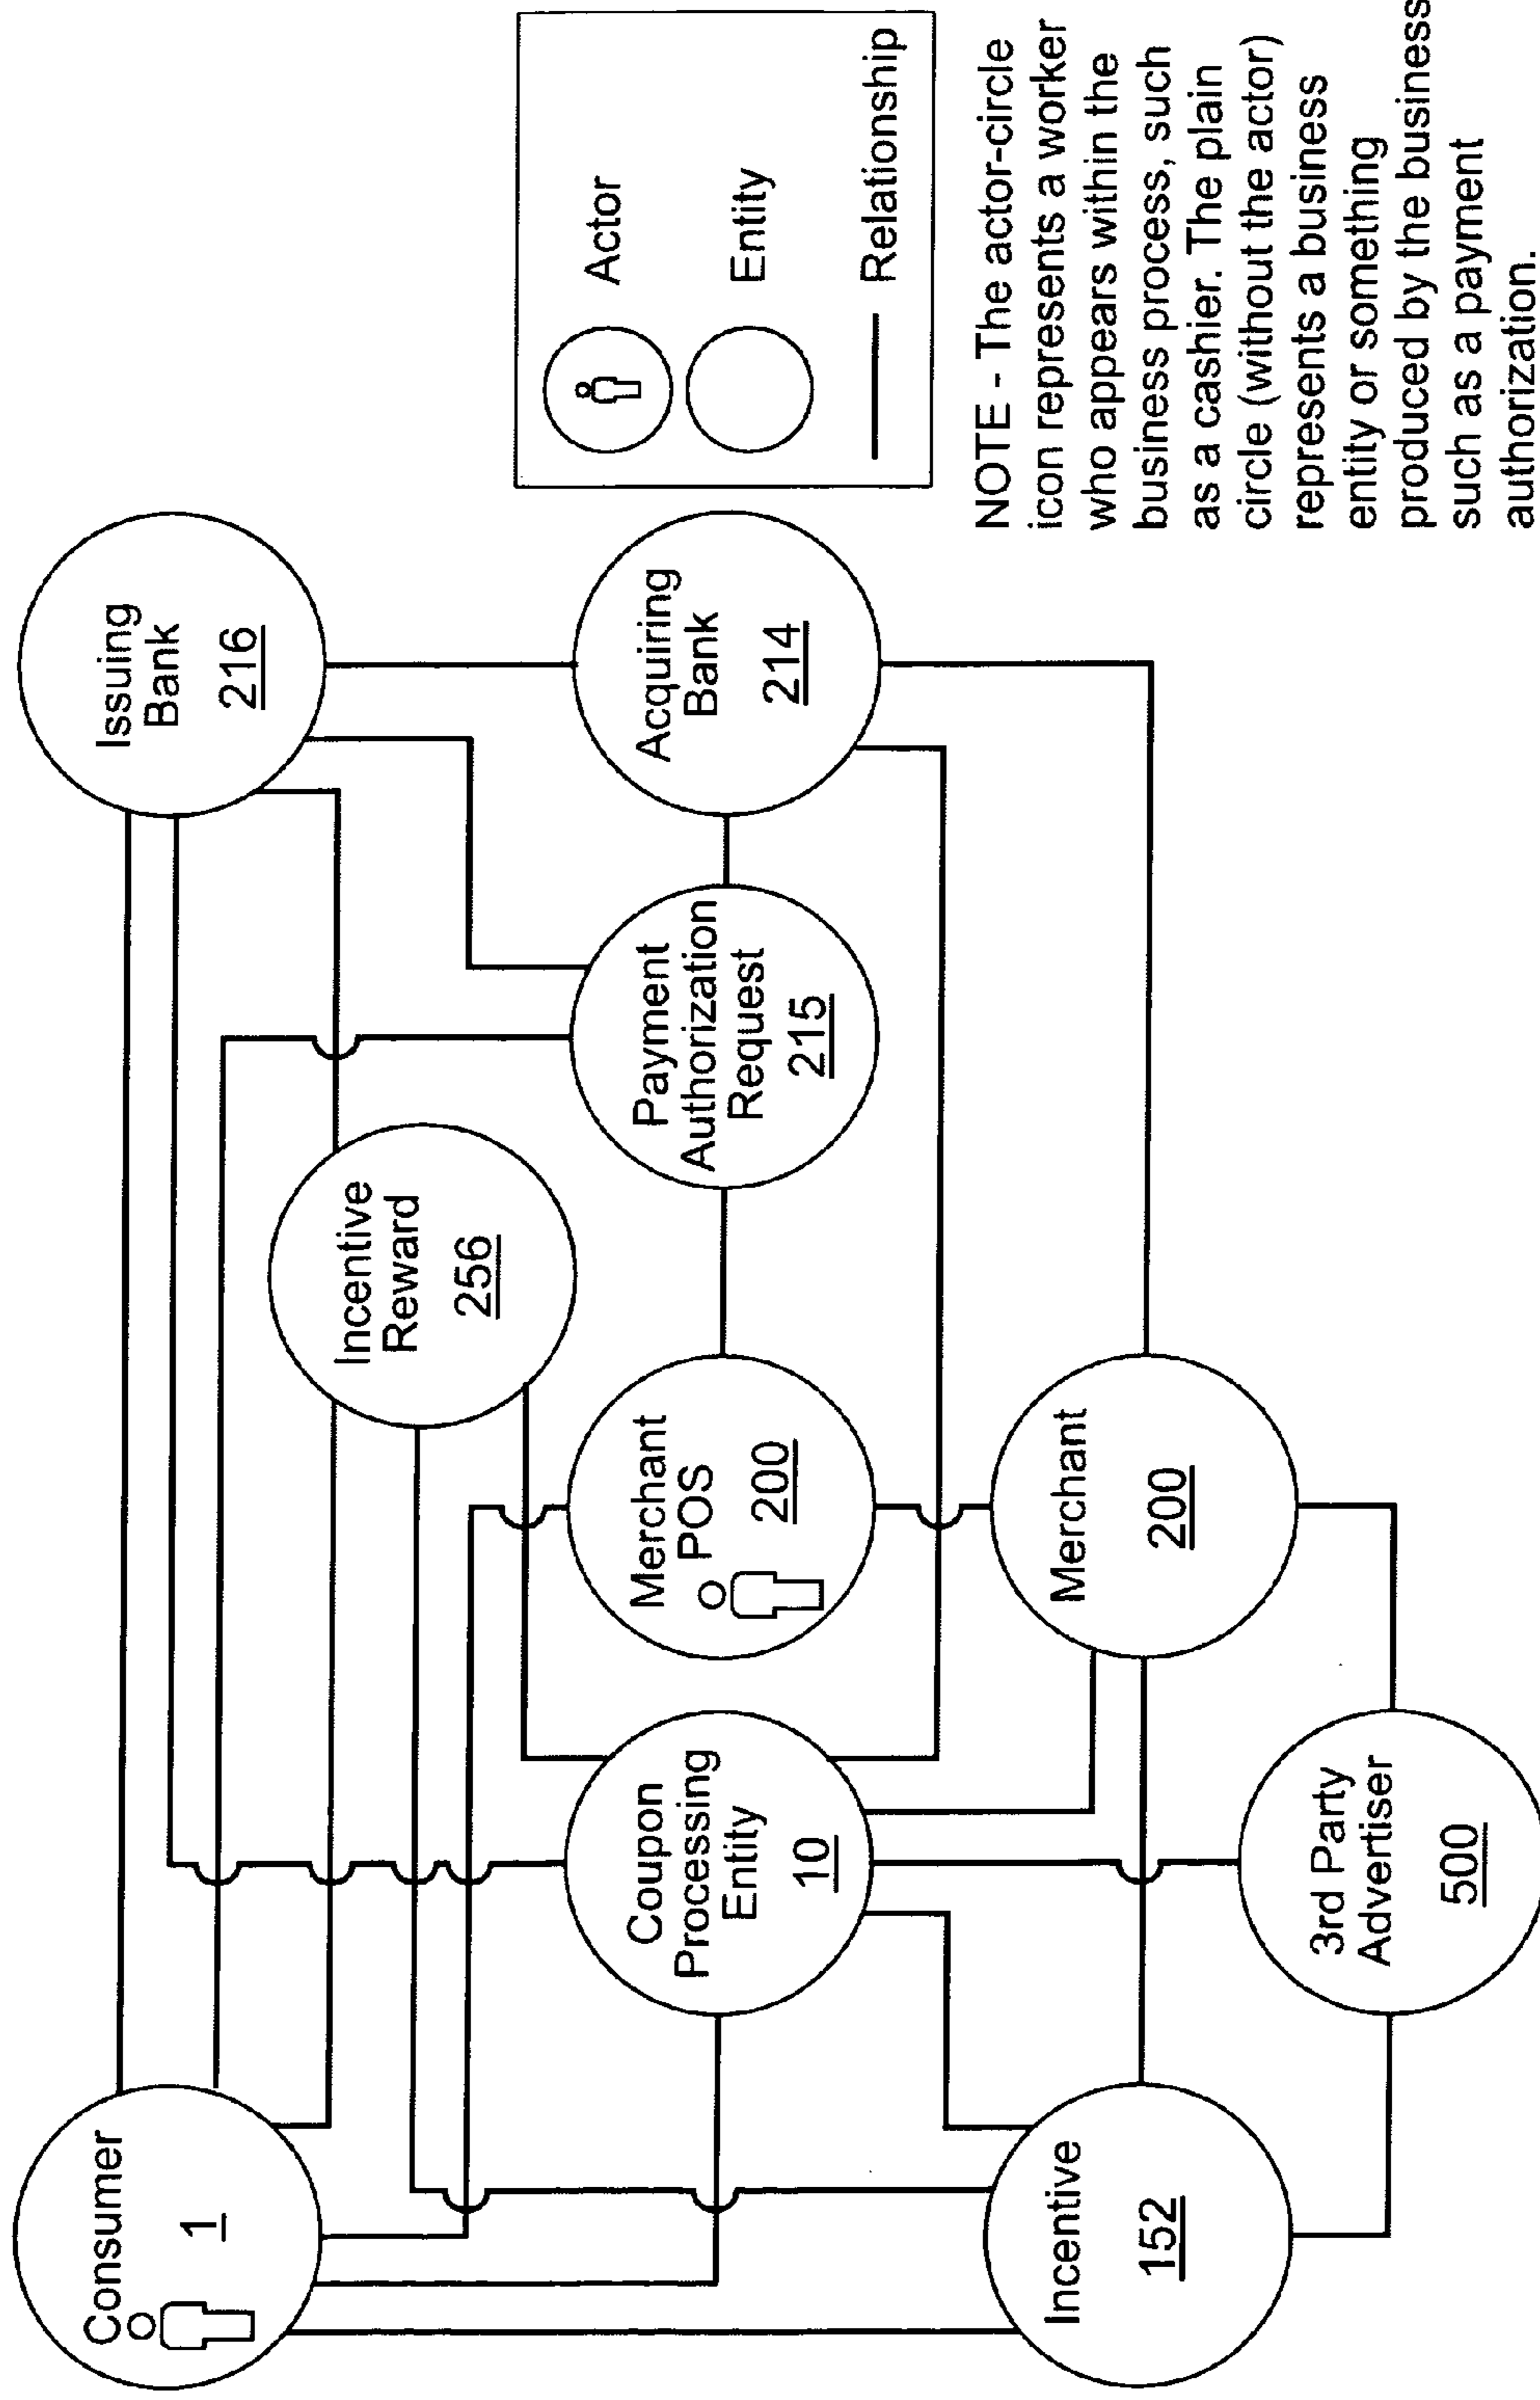 Consumer
1
Issuing
Bank
216
Incentive
Reward
256
Coupon
Processing
Entity
10
Merchant
POS
200
Payment
Authorization
Request
215
Acquiring
Bank
214
Incentive
152
Merchant
200
3rd Party
Advertiser
500
Actor
Entity
Relationship
NOTE - The actor-circle
icon represents a worker
who appears within the
business process, such
as a cashier. The plain
circle (without the actor)
represents a business
entity or something
produced by the business
such as a payment
authorization.